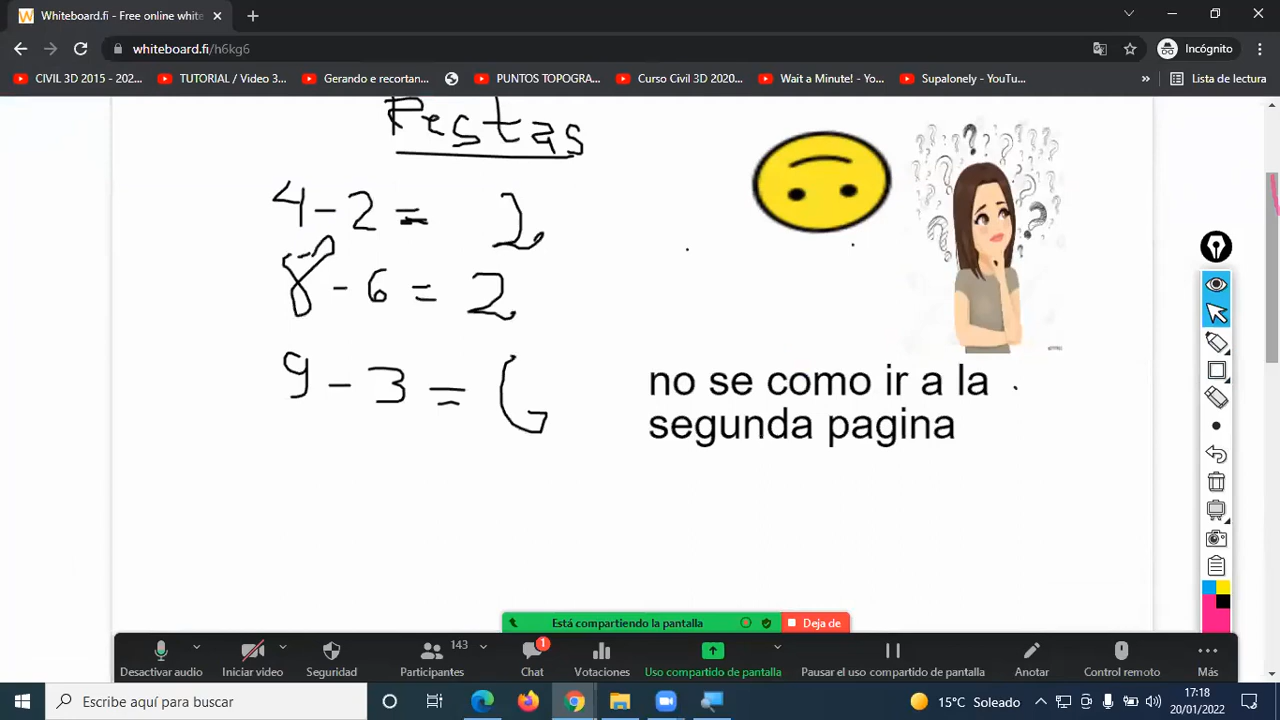 Whiteboard.fi - Free online white
whiteboard.fi/h6kg6
Incógnito
CIVIL 3D 2015 - 202...
TUTORIAL / Video 3...
Gerando e recortan...
PUNTOS TOPOGRA...
Curso Civil 3D 2020...
Wait a Minute! - Yo...
Supalonely - YouTu...
»
Lista de lectura
Restas
4-2= 2
8-6=2
9-3=6
no se como ir a la
segunda pagina
Está compartiendo la pantalla
Deja de
Desactivar audio
Iniciar video
Seguridad
Participantes
143
Chat
1
Votaciones
Uso compartido de pantalla
Pausar el uso compartido de pantalla
Anotar
Control remoto
Más
Escribe aquí para buscar
15°C Soleado
17:18
20/01/2022